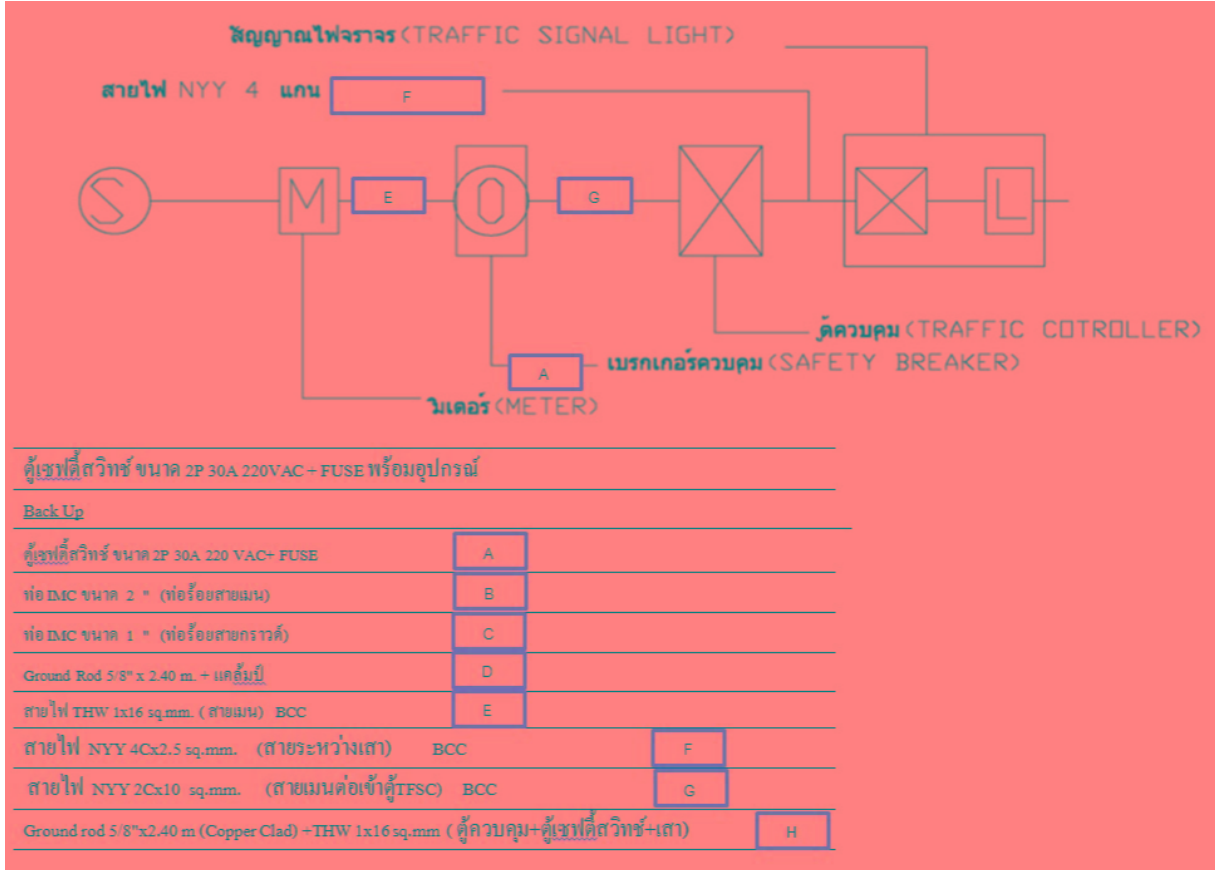 สัญญาณไฟจราจร (TRAFFIC SIGNAL LIGHT)
สายไฟ NYY 4 แกน F
S M E O G L
ตู้ควบคุม (TRAFFIC COTROLLER)
A เบรกเกอร์ควบคุม (SAFETY BREAKER)
มิเตอร์ (METER)
ตู้เซฟตี้สวิทช์ ขนาด 2P 30A 220VAC + FUSE พร้อมอุปกรณ์
Back Up
ตู้เซฟตี้สวิทช์ ขนาด 2P 30A 220 VAC+ FUSE A
ท่อ IMC ขนาด 2 " (ท่อร้อยสายเมน) B
ท่อ IMC ขนาด 1 " (ท่อร้อยสายกราวด์) C
Ground Rod 5/8" x 2.40 m. + แคล้มป์ D
สายไฟ THW 1x16 sq.mm. ( สายเมน) BCC E
สายไฟ NYY 4Cx2.5 sq.mm. (สายระหว่างเสา) BCC F
สายไฟ NYY 2Cx10 sq.mm. (สายเมนต่อเข้าตู้TFSC) BCC G
Ground rod 5/8"x2.40 m (Copper Clad) +THW 1x16 sq.mm ( ตู้ควบคุม+ตู้เซฟตี้สวิทช์+เสา) H